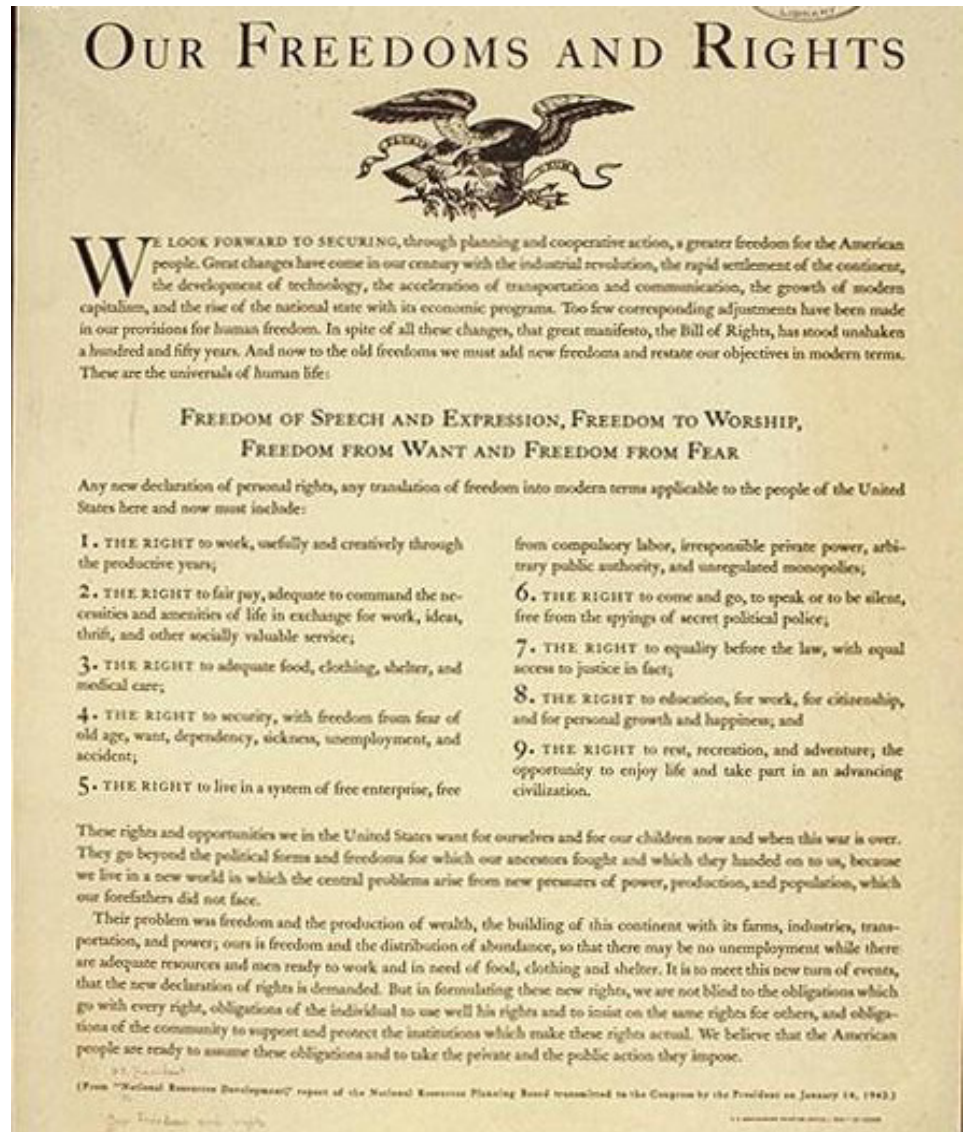 LIBRARY
OUR FREEDOMS AND RIGHTS
WE LOOK FORWARD TO SECURING, through planning and cooperative action, a greater freedom for the American
people. Great changes have come in our century with the industrial revolution, the rapid settlement of the continent,
the development of technology, the acceleration of transportation and communication, the growth of modern
capitalism, and the rise of the national state with its economic programs. Too few corresponding adjustments have been made
in our provisions for human freedom. In spite of all these changes, that great manifesto, the Bill of Rights, has stood unshaken
a hundred and fifty years. And now to the old freedoms we must add new freedoms and restate our objectives in modern terms.
These are the universals of human life:
FREEDOM OF SPEECH AND EXPRESSION, FREEDOM TO WORSHIP,
FREEDOM FROM WANT AND FREEDOM FROM FEAR
Any new declaration of personal rights, any translation of freedom into modern terms applicable to the people of the United
States here and now must include:
1. THE RIGHT to work, usefully and creatively through
the productive years;
2. THE RIGHT to fair pay, adequate to command the ne-
cessities and amenities of life in exchange for work, ideas,
thrift, and other socially valuable service;
3. THE RIGHT to adequate food, clothing, shelter, and
medical care;
4. THE RIGHT to security, with freedom from fear of
old age, want, dependency, sickness, unemployment, and
accident;
5. THE RIGHT to live in a system of free enterprise, free
from compulsory labor, irresponsible private power, arbi-
trary public authority, and unregulated monopolies;
6. THE RIGHT to come and go, to speak or to be silent,
free from the spyings of secret political police;
7. THE RIGHT to equality before the law, with equal
access to justice in fact;
8. THE RIGHT to education, for work, for citizenship,
and for personal growth and happiness; and
9. THE RIGHT to rest, recreation, and adventure; the
opportunity to enjoy life and take part in an advancing
civilization.
These rights and opportunities we in the United States want for ourselves and for our children now and when this war is over.
They go beyond the political forms and freedoms for which our ancestors fought and which they handed on to us, because
we live in a new world in which the central problems arise from new pressures of power, production, and population, which
our forefathers did not face.
Their problem was freedom and the production of wealth, the building of this continent with its farms, industries, trans-
portation, and power; ours is freedom and the distribution of abundance, so that there may be no unemployment while there
are adequate resources and men ready to work and in need of food, clothing and shelter. It is to meet this new turn of events,
that the new declaration of rights is demanded. But in formulating these new rights, we are not blind to the obligations which
go with every right, obligations of the individual to use well his rights and to insist on the same rights for others, and obliga-
tions of the community to support and protect the institutions which make these rights actual. We believe that the American
people are ready to assume these obligations and to take the private and the public action they impose.
(From "National Resources Development," report of the National Resources Planning Board transmitted to the Congress by the President on January 14, 1942.)
Our freedoms and rights